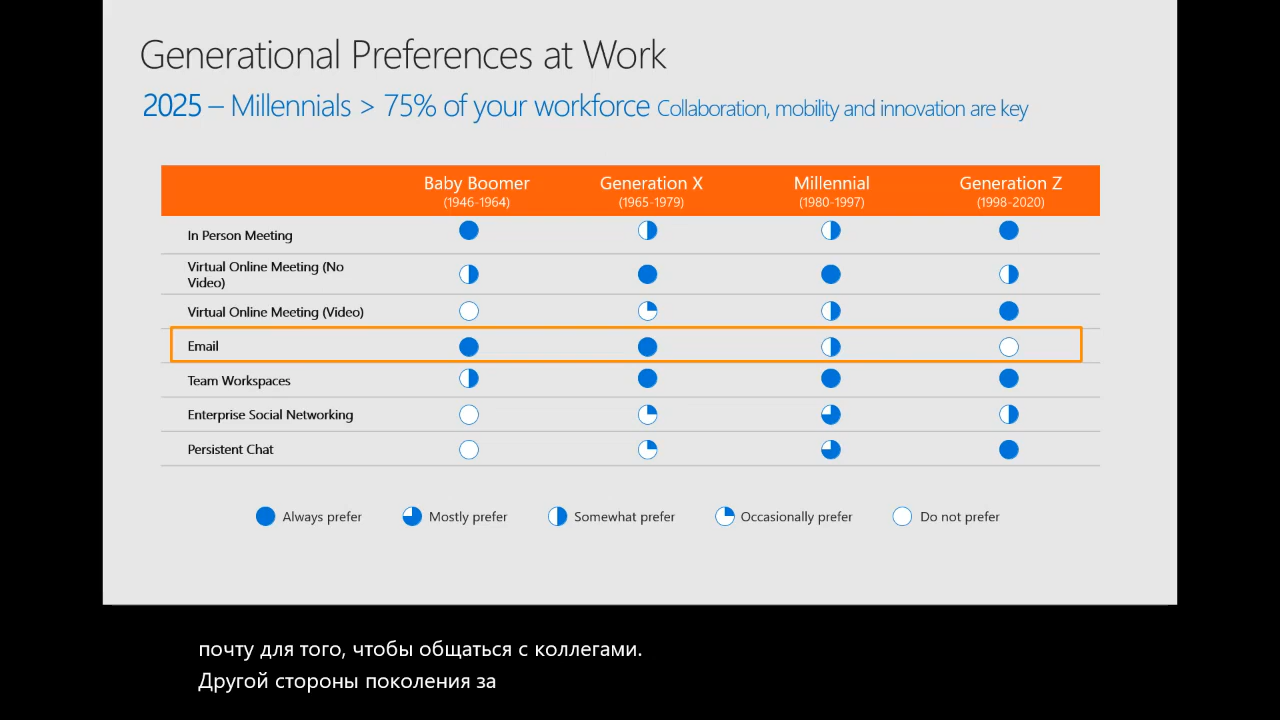 Generational Preferences at Work
2025 – Millennials > 75% of your workforce Collaboration, mobility and innovation are key
Baby Boomer Generation X Millennial Generation Z
(1946-1964) (1965-1979) (1980-1997) (1998-2020)
In Person Meeting
Virtual Online Meeting (No
Video)
Virtual Online Meeting (Video)
Email
Team Workspaces
Enterprise Social Networking
Persistent Chat
Always prefer Mostly prefer Somewhat prefer Occasionally prefer Do not prefer
почту для того, чтобы общаться с коллегами.
Другой стороны поколения за